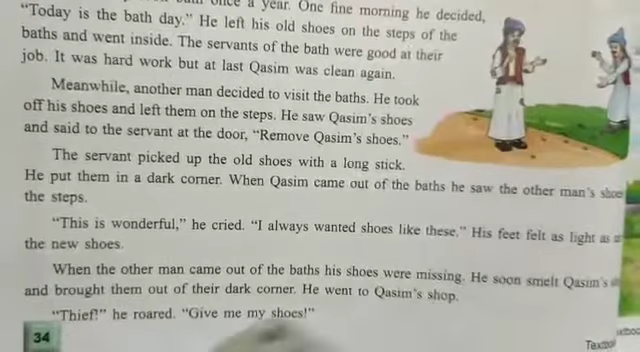 once a year. One fine morning he decided,
"Today is the bath day." He left his old shoes on the steps of the
baths and went inside. The servants of the bath were good at their
job. It was hard work but at last Qasim was clean again.
Meanwhile, another man decided to visit the baths. He took
off his shoes and left them on the steps. He saw Qasim's shoes
and said to the servant at the door, "Remove Qasim's shoes."
The servant picked up the old shoes with a long stick.
He put them in a dark corner. When Qasim came out of the baths he saw the other man's
the steps.
"This is wonderful," he cried. "I always wanted shoes like these." His feet felt as light as
the new shoes.
When the other man came out of the baths his shoes were missing. He soon smelt Qasim's
and brought them out of their dark corner. He went to Qasim's shop.
"Thief!" he roared. "Give me my shoes!"
34